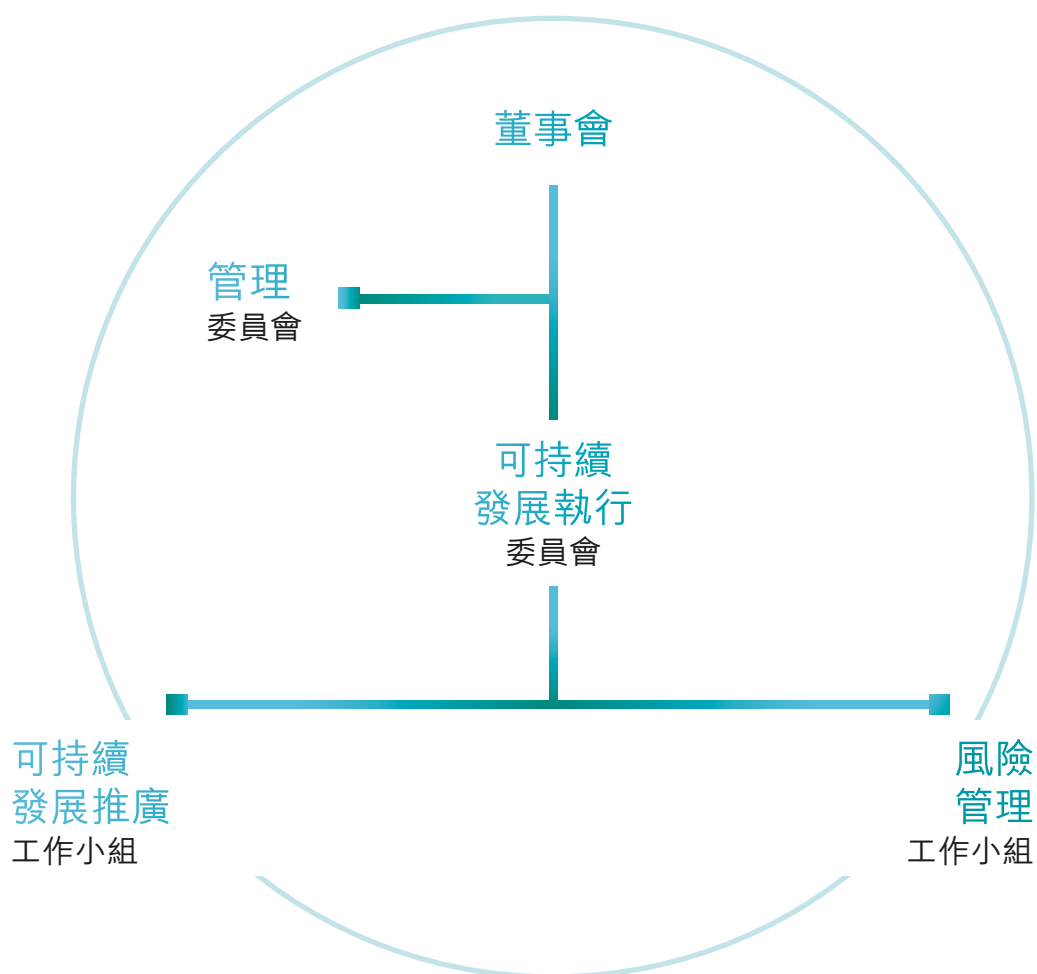 董事會
管理
委員會
可持續
發展執行
委員會
可持續
發展推廣
工作小組
風險
管理
工作小組